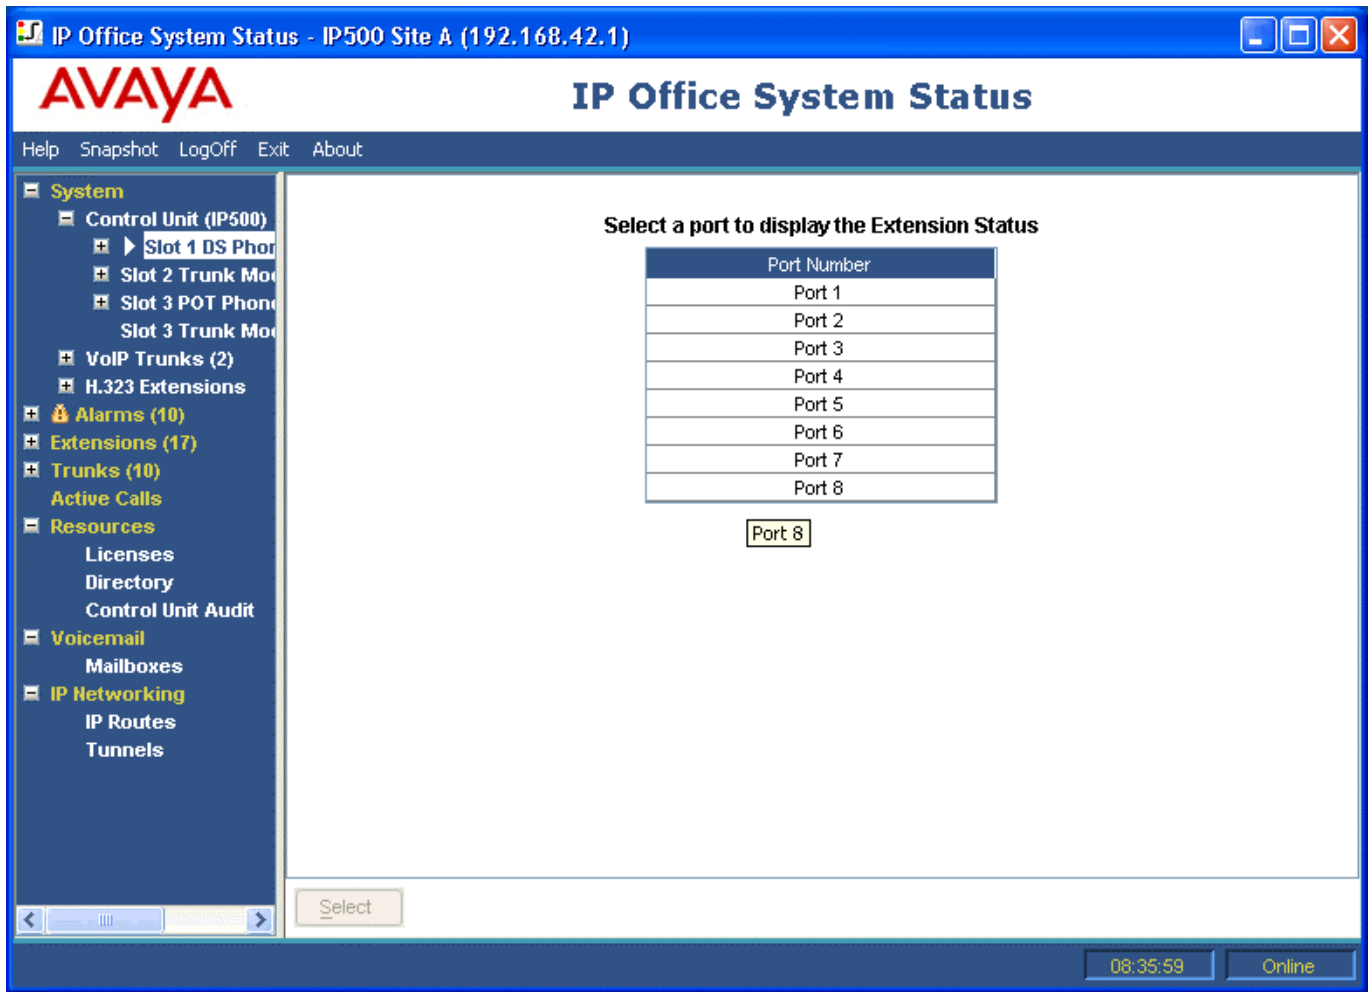 IP Office System Status - IP500 Site A (192.168.42.1)
AVAYA
IP Office System Status
Help Snapshot LogOff Exit About
System
Control Unit (IP500)
Slot 1 DS Phor
Slot 2 Trunk Mo
Slot 3 POT Phon
Slot 3 Trunk Mo
VoIP Trunks (2)
H.323 Extensions
Alarms (10)
Extensions (17)
Trunks (10)
Active Calls
Resources
Licenses
Directory
Control Unit Audit
Voicemail
Mailboxes
IP Networking
IP Routes
Tunnels
Select a port to display the Extension Status
Port Number
Port 1
Port 2
Port 3
Port 4
Port 5
Port 6
Port 7
Port 8
Port 8
Select
08:35:59
Online